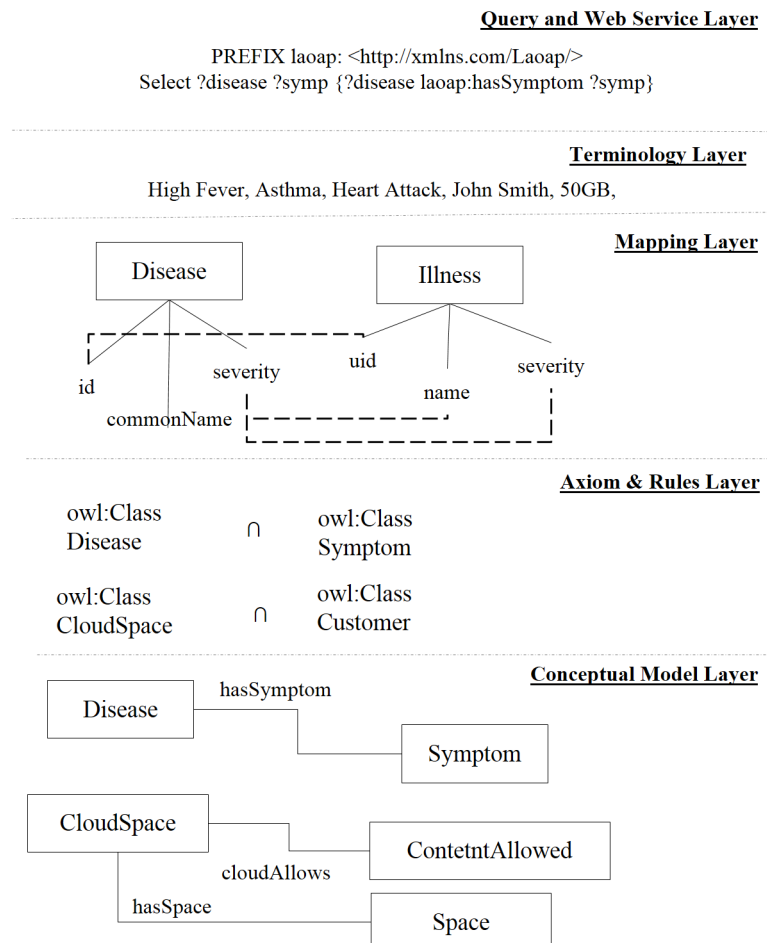 Query and Web Service Layer
PREFIX laoap: <http://xmlns.com/Laoap/>
Select ?disease ?symp {?disease laoap:hasSymptom ?symp}
Terminology Layer
High Fever, Asthma, Heart Attack, John Smith, 50GB,
Mapping Layer
Disease
Illness
id
commonName
severity
uid
name
severity
Axiom & Rules Layer
owl:Class
Disease
∩
owl:Class
Symptom
owl:Class
CloudSpace
∩
owl:Class
Customer
Conceptual Model Layer
Disease
hasSymptom
Symptom
CloudSpace
cloudAllows
ContetntAllowed
hasSpace
Space